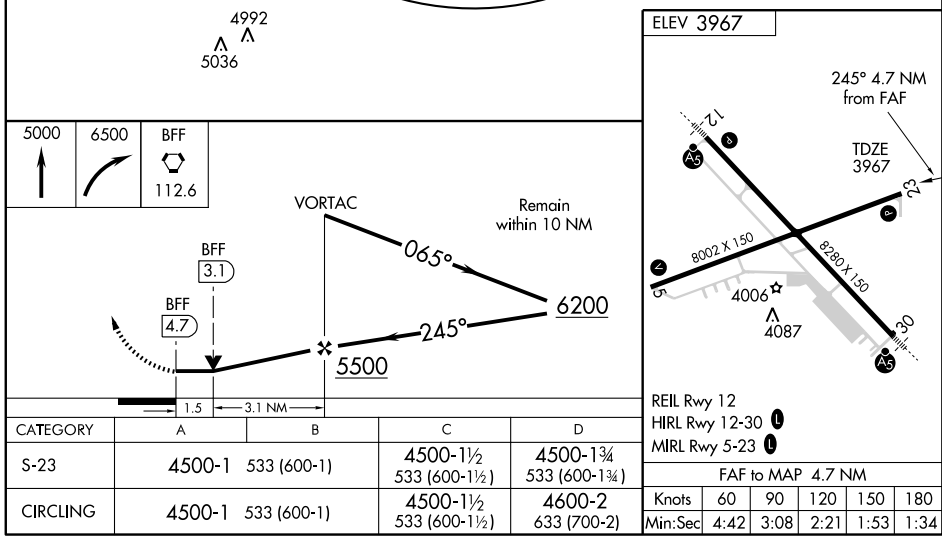 4992
5036
5000
6500
BFF
112.6
VORTAC
Remain
within 10 NM
065°
6200
245°
5500
BFF
3.1
BFF
4.7
1.5
3.1 NM
CATEGORY A B C D
S-23 4500-1 533 (600-1) 4500-1½ 4500-1¾
533 (600-1½) 533 (600-1¾)
CIRCLING 4500-1 533 (600-1) 4500-1½ 4600-2
533 (600-1½) 633 (700-2)
ELEV 3967
245° 4.7 NM
from FAF
12
A5
P
TDZE
3967
23
P
8002 X 150
8280 X 150
V
5
4006
4087
30
A5
REIL Rwy 12
HIRL Rwy 12-30 L
MIRL Rwy 5-23 L
FAF to MAP 4.7 NM
Knots 60 90 120 150 180
Min:Sec 4:42 3:08 2:21 1:53 1:34